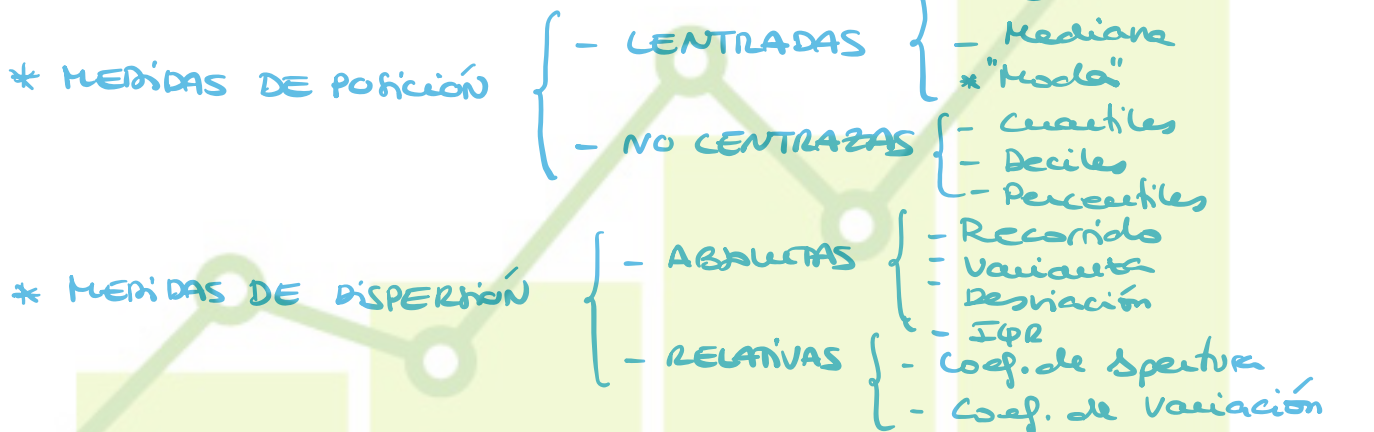 - CENTRADAS
- Mediana
* "Moda"
* MEDIDAS DE POSICIÓN
- NO CENTRAZAS
- Cuartiles
- Deciles
- Percentiles
* MEDIDAS DE DISPERSIÓN
- ABSOLUTAS
- Recorrido
- Varianza
- Desviación
- IQR
- RELATIVAS
- Coef. de Apertura
- Coef. de Variación